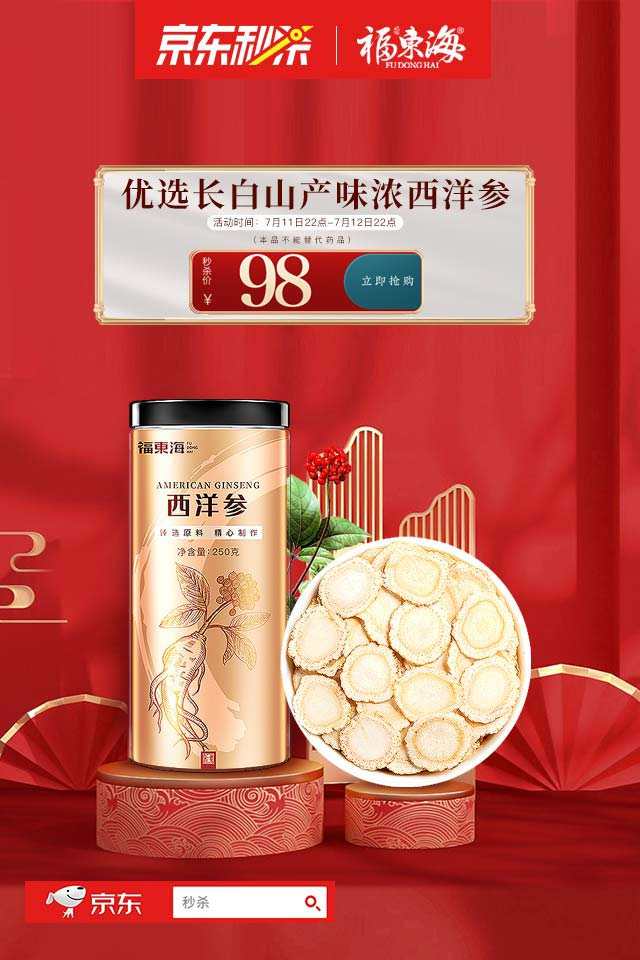 京东秒杀
福東海
FU DONG HAI
优选长白山产味浓西洋参
活动时间：7月11日22点-7月12日22点
（本品不能替代药品）
秒杀价
￥
98
立即抢购
福東海
FU DONG HAI
AMERICAN GINSENG
西洋参
臻选原料 精心制作
净含量：250克
京东
秒杀